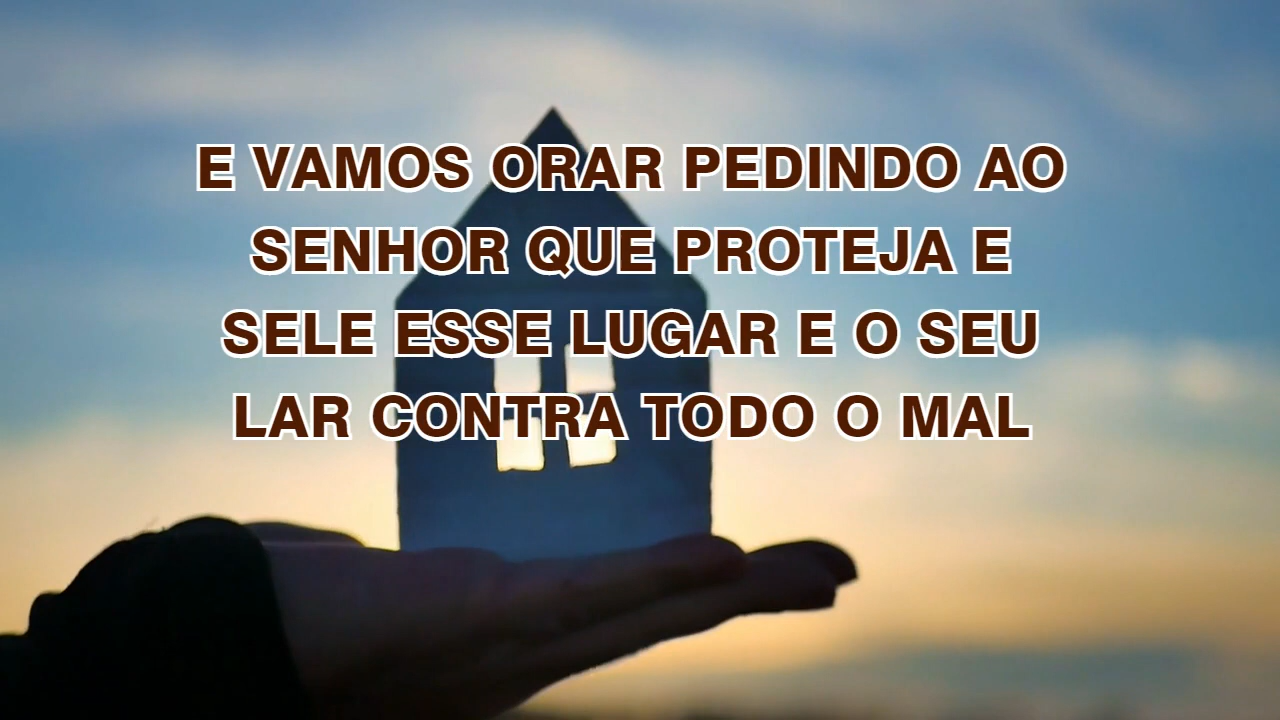 E VAMOS ORAR PEDINDO AO
SENHOR QUE PROTEJA E
SELE ESSE LUGAR E O SEU
LAR CONTRA TODO O MAL